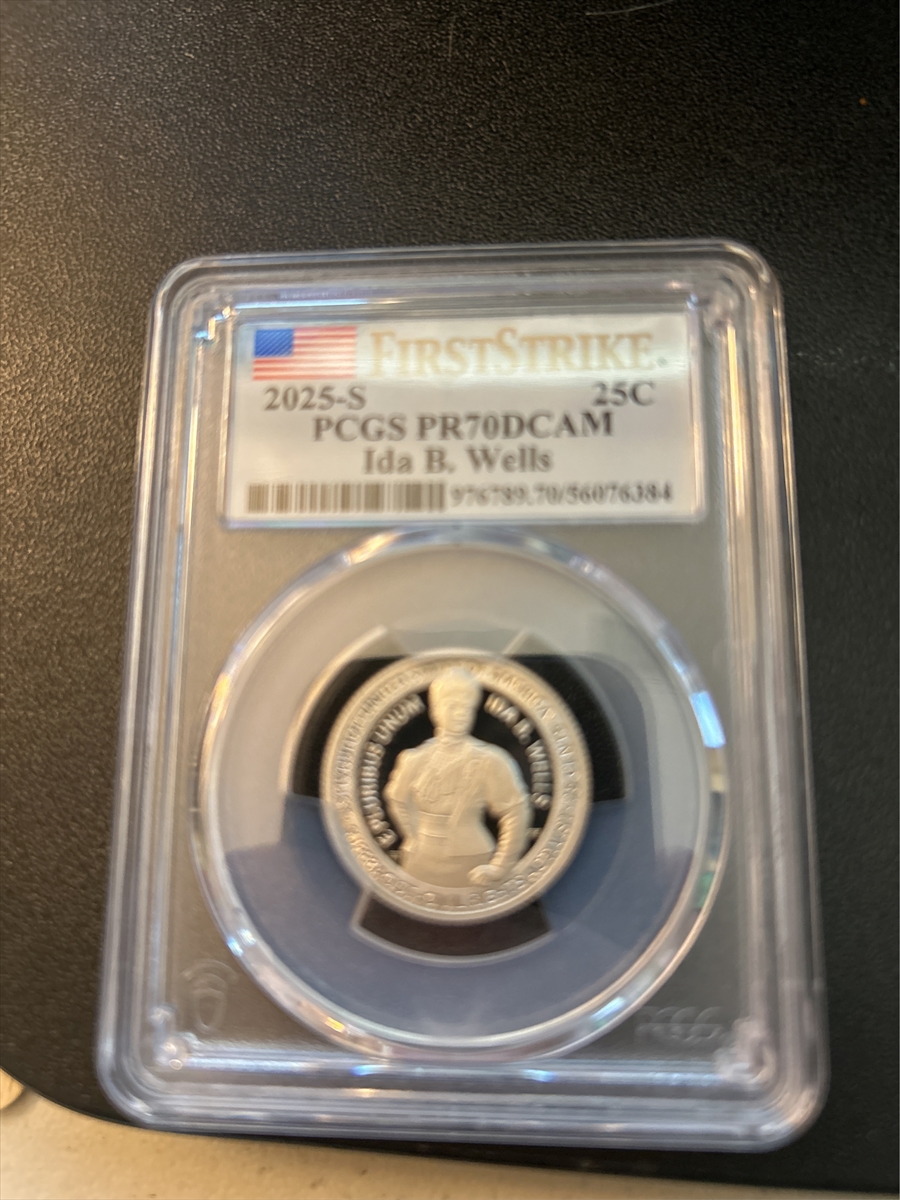 FIRSTSTRIKE
2025-S 25C
PCGS PR70DCAM
Ida B. Wells
976789.70/56076384
E PLURIBUS UNUM
IDA B. WELLS